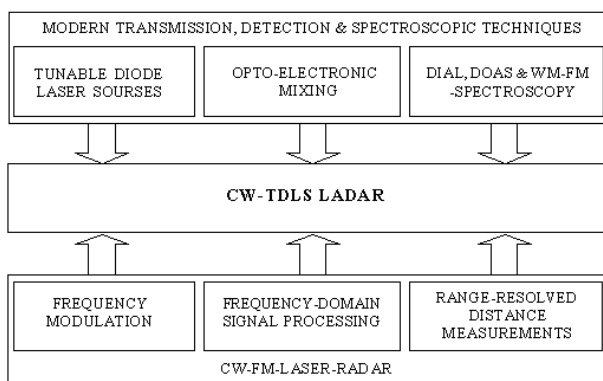 MODERN TRANSMISSION, DETECTION & SPECTROSCOPIC TECHNIQUES
TUNABLE DIODE
LASER SOURSES
OPTO-ELECTRONIC
MIXING
DIAL, DOAS & WM-FM
-SPECTROSCOPY
CW-TDLS LADAR
FREQUENCY
MODULATION
FREQUENCY-DOMAIN
SIGNAL PROCESSING
RANGE-RESOLVED
DISTANCE
MEASUREMENTS
CW-FM-LASER-RADAR